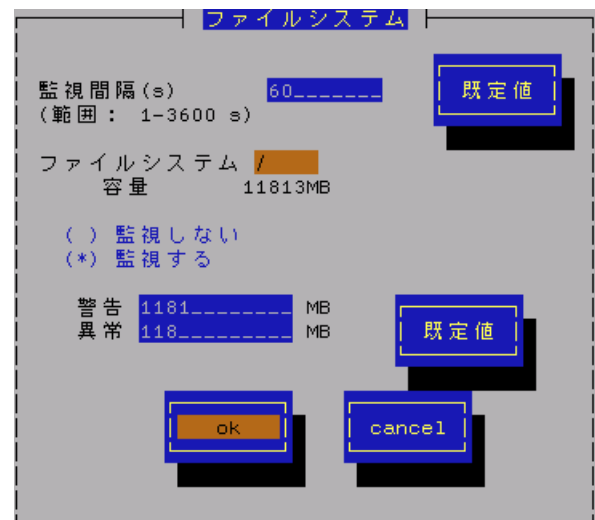 ファイルシステム
監視間隔(s) 60_______ 既定値
(範囲: 1-3600 s)
ファイルシステム /
容量 11813MB
( ) 監視しない
(*) 監視する
警告 1181________ MB
異常 118_________ MB
既定値
ok cancel